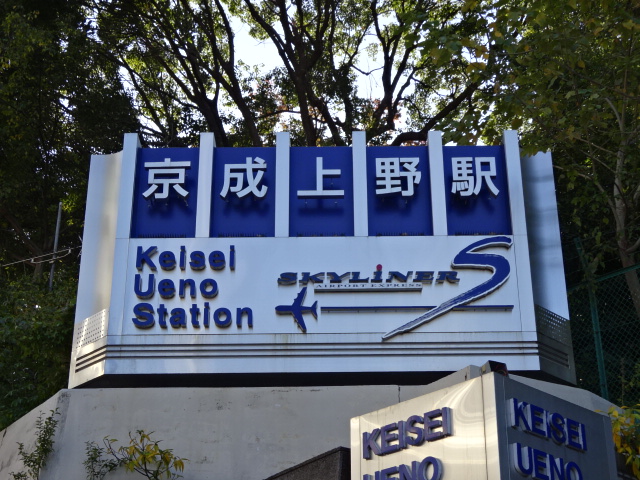 京成上野駅
Keisei
Ueno
Station
SKYLiNER
AIRPORT EXPRESS
S
KEISEI
UENO
KEISEI
UENO